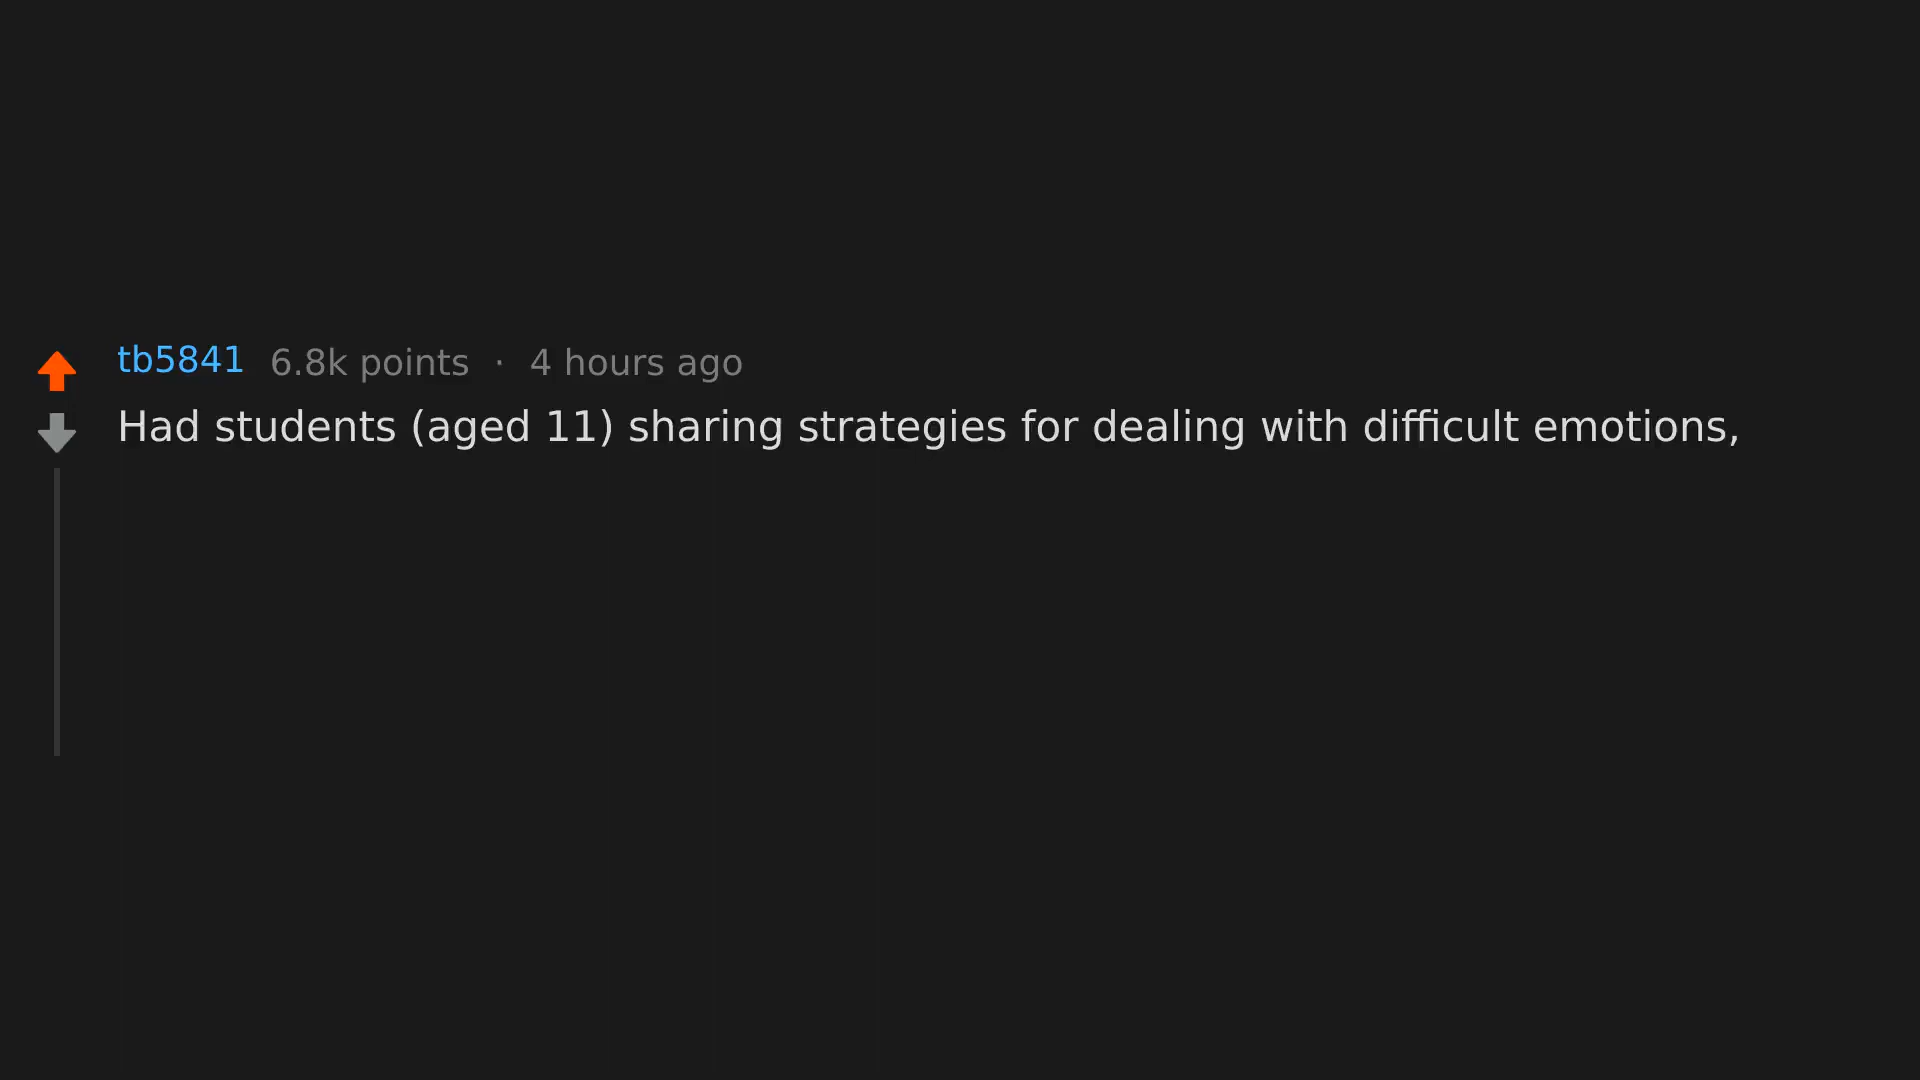 tb5841 6.8k points · 4 hours ago
Had students (aged 11) sharing strategies for dealing with difficult emotions,